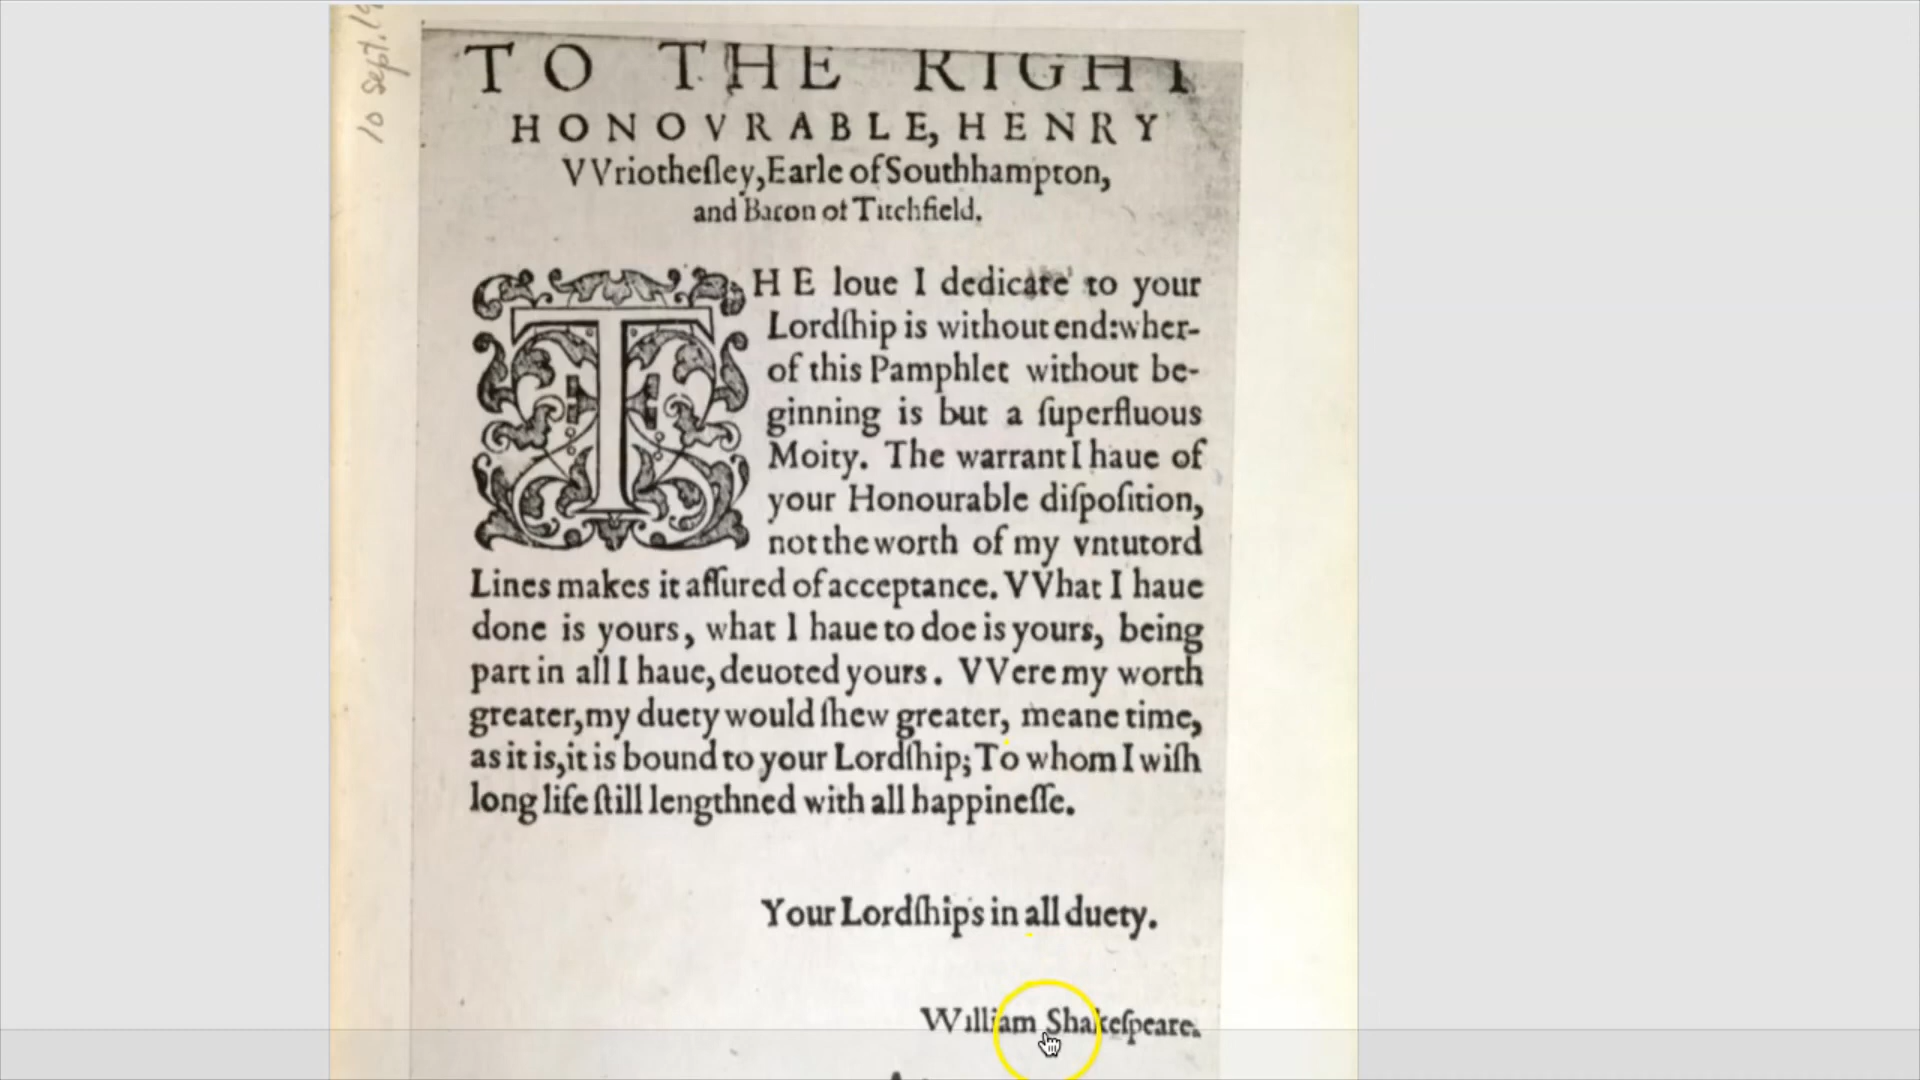 10 Sept. 19
TO THE RIGHT
HONOVRABLE, HENRY
VVriotheſley, Earle of Southhampton,
and Baron of Titchfield.
THE loue I dedicate to your
Lordſhip is without end:wher-
of this Pamphlet without be-
ginning is but a ſuperfluous
Moity. The warrant I haue of
your Honourable diſpoſition,
not the worth of my vntutord
Lines makes it aſſured of acceptance. VVhat I haue
done is yours, what I haue to doe is yours, being
part in all I haue, deuoted yours. VVere my worth
greater, my duety would ſhew greater, meane time,
as it is, it is bound to your Lordſhip; To whom I wiſh
long life ſtill lengthned with all happineſſe.
Your Lordſhips in all duety.
William Shakeſpeare.